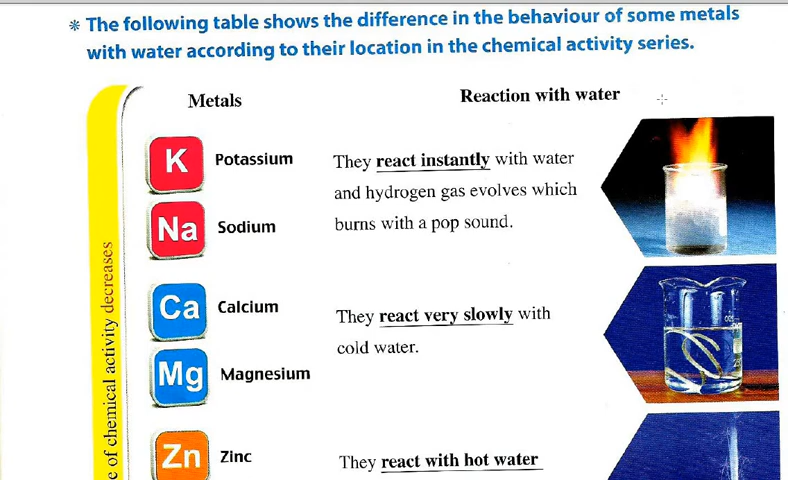 * The following table shows the difference in the behaviour of some metals
with water according to their location in the chemical activity series.
Metals
Reaction with water
K Potassium
Na Sodium
They react instantly with water
and hydrogen gas evolves which
burns with a pop sound.
Ca Calcium
Mg Magnesium
They react very slowly with
cold water.
Zn Zinc
They react with hot water
e of chemical activity decreases